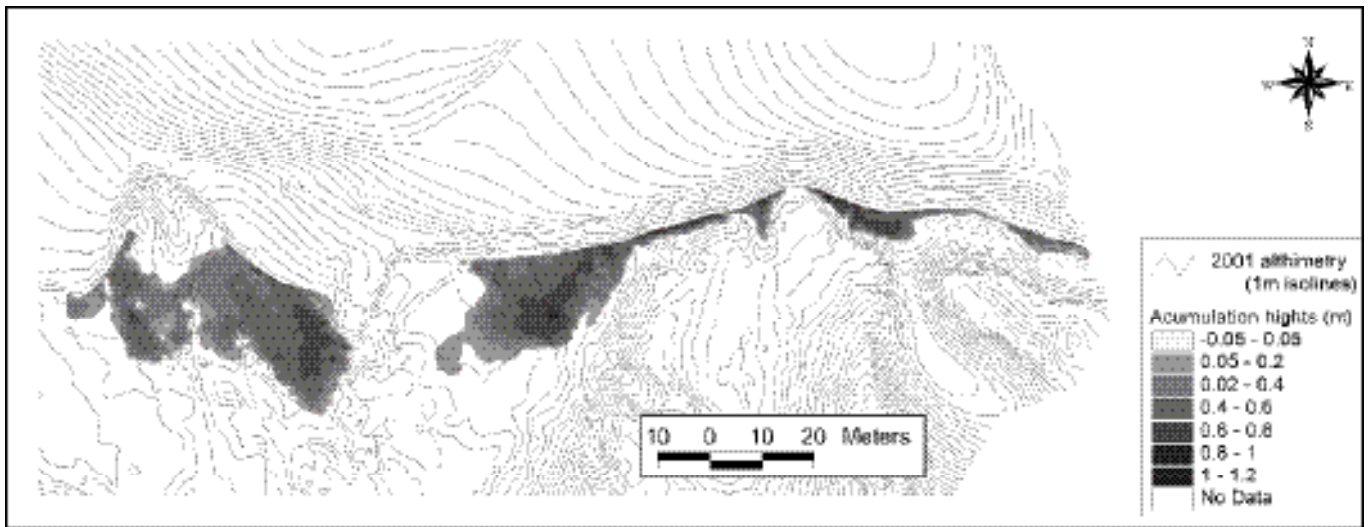 N
W E
S
2001 althimetry
(1m isolines)
Acumulation hights (m)
-0.05 - 0.05
0.05 - 0.2
0.02 - 0.4
0.4 - 0.6
0.6 - 0.8
0.8 - 1
1 - 1.2
No Data
10 0 10 20 Meters